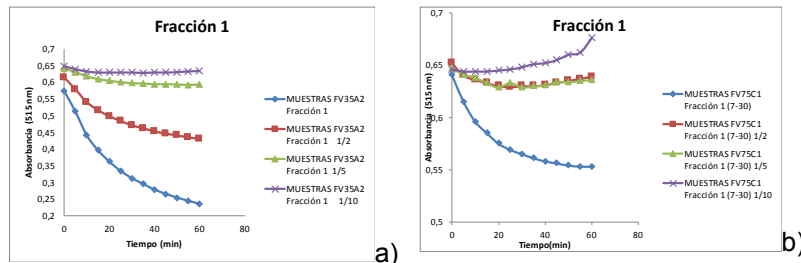 Fracción 1
Absorbancia (515 nm)
0,65
0,6
0,55
0,5
0,45
0,4
0,35
0,3
0,25
0,2
0
20
40
60
80
Tiempo (min)
MUESTRAS FV35A2
Fracción 1
MUESTRAS FV35A2
Fracción 1 1/2
MUESTRAS FV35A2
Fracción 1 1/5
MUESTRAS FV35A2
Fracción 1 1/10
a)
Fracción 1
Absorbancia (515 nm)
0,7
0,65
0,6
0,55
0,5
0
20
40
60
80
Tiempo(min)
MUESTRAS FV75C1
Fracción 1 (7-30)
MUESTRAS FV75C1
Fracción 1 (7-30) 1/2
MUESTRAS FV75C1
Fracción 1 (7-30) 1/5
MUESTRAS FV75C1
Fracción 1 (7-30) 1/10
b)